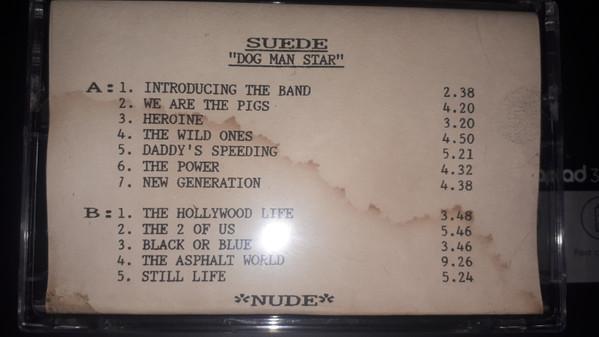 SUEDE
"DOG MAN STAR"
A: 1. INTRODUCING THE BAND 2.38
2. WE ARE THE PIGS 4.20
3. HEROINE 3.20
4. THE WILD ONES 4.50
5. DADDY'S SPEEDING 5.21
6. THE POWER 4.32
7. NEW GENERATION 4.38
B: 1. THE HOLLYWOOD LIFE 3.48
2. THE 2 OF US 5.46
3. BLACK OR BLUE 3.46
4. THE ASPHALT WORLD 9.26
5. STILL LIFE 5.24
*NUDE*